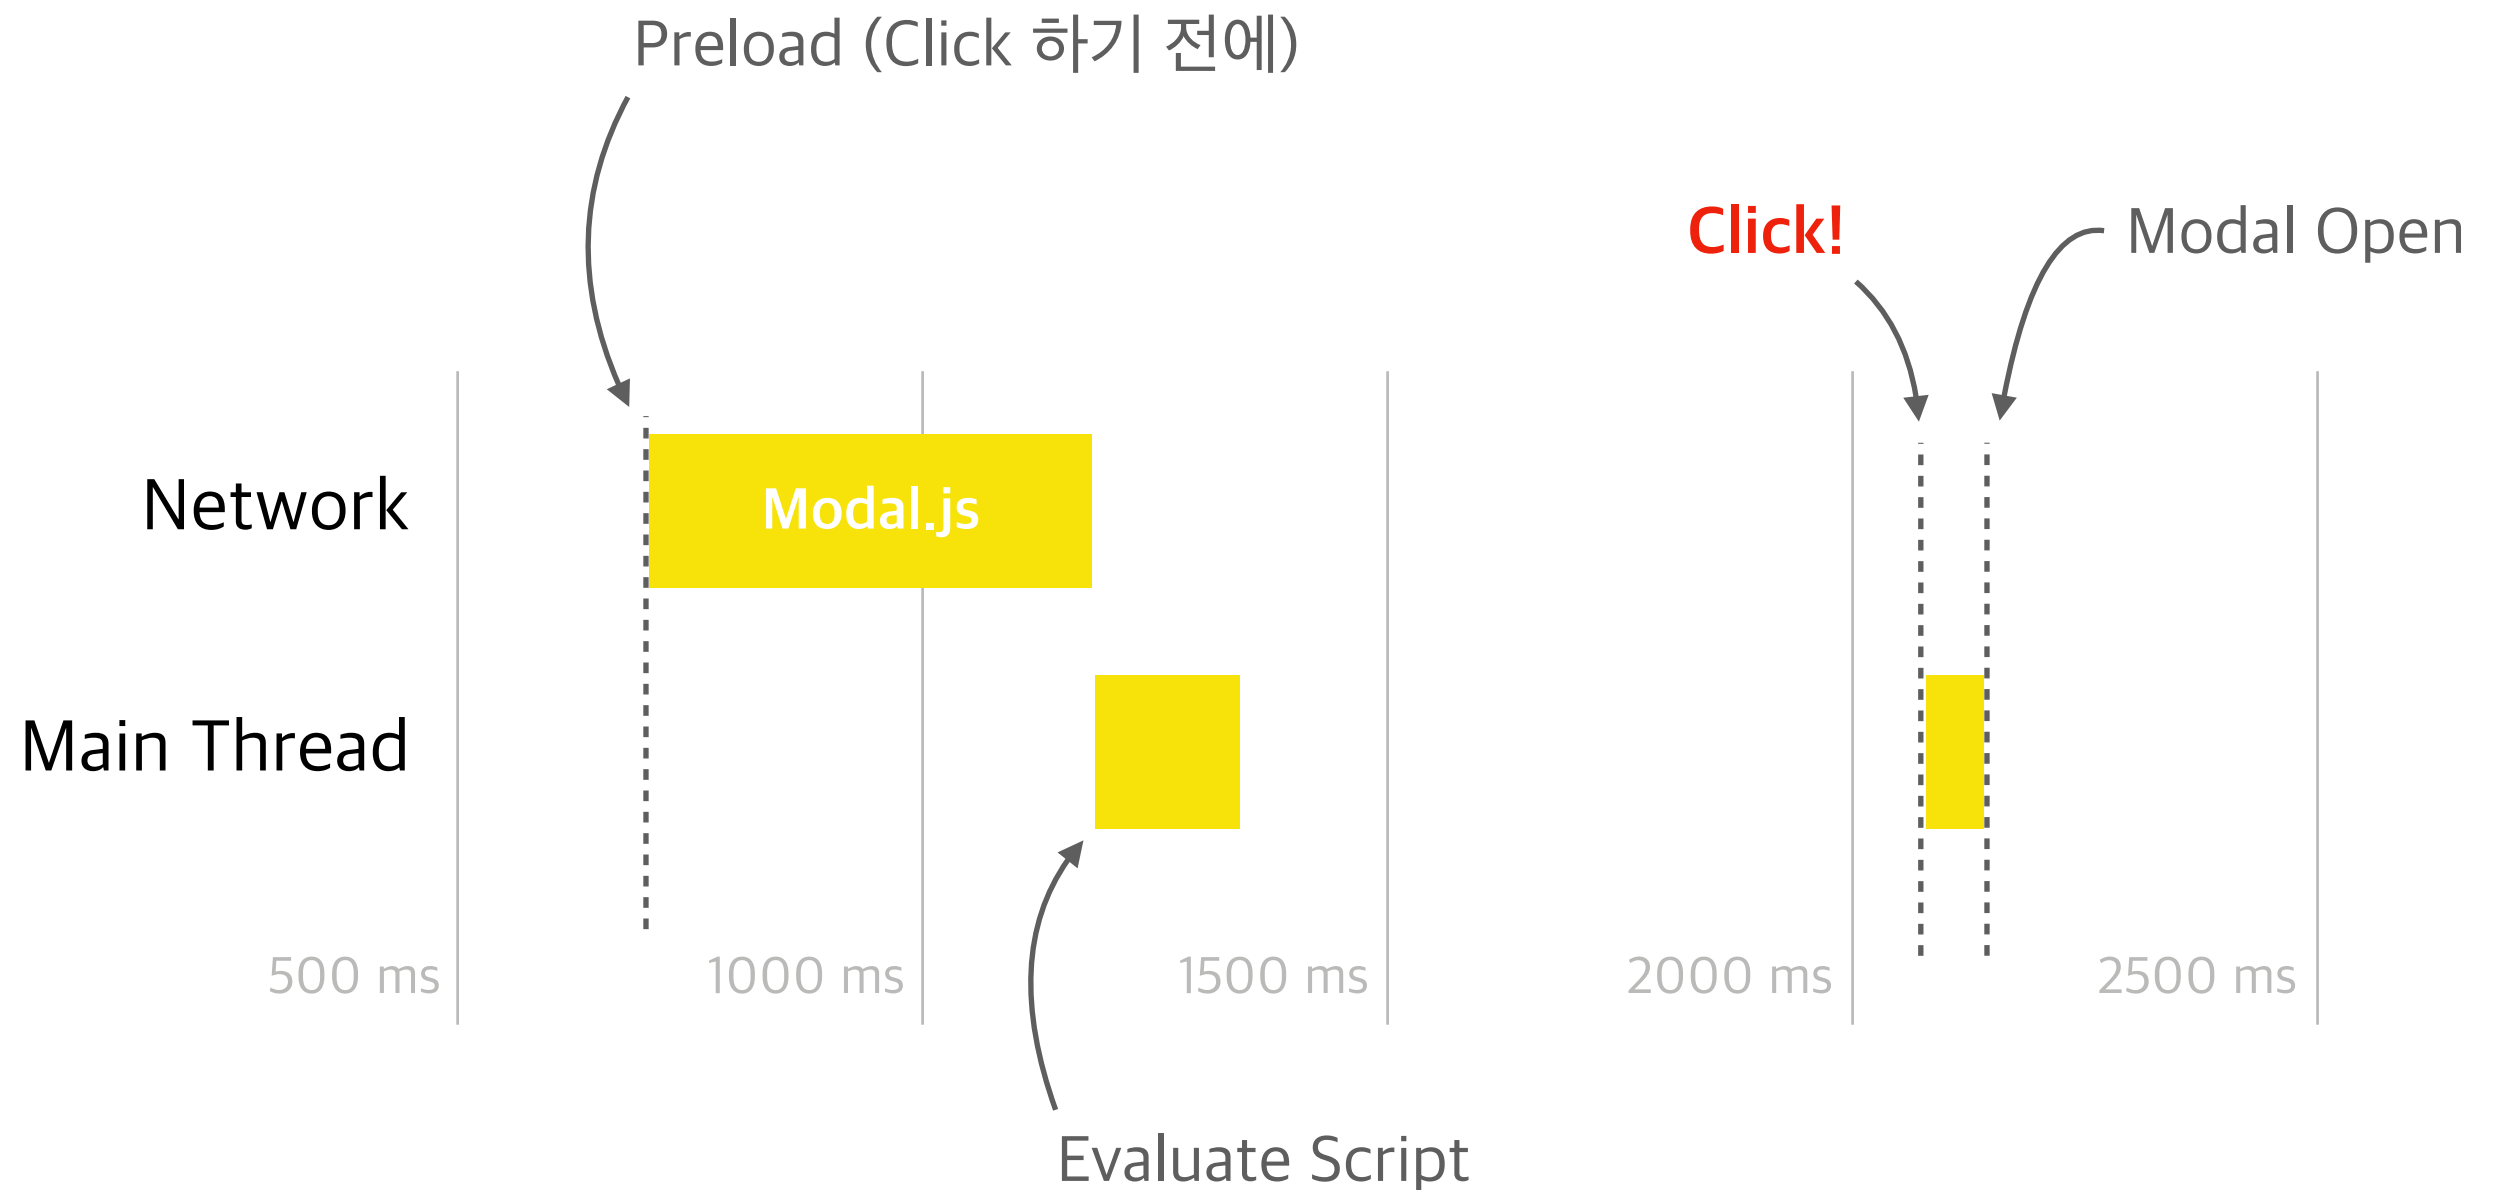 Preload (Click 하기 전에)
Click!
Modal Open
Network
Modal.js
Main Thread
500 ms
1000 ms
1500 ms
2000 ms
2500 ms
Evaluate Script